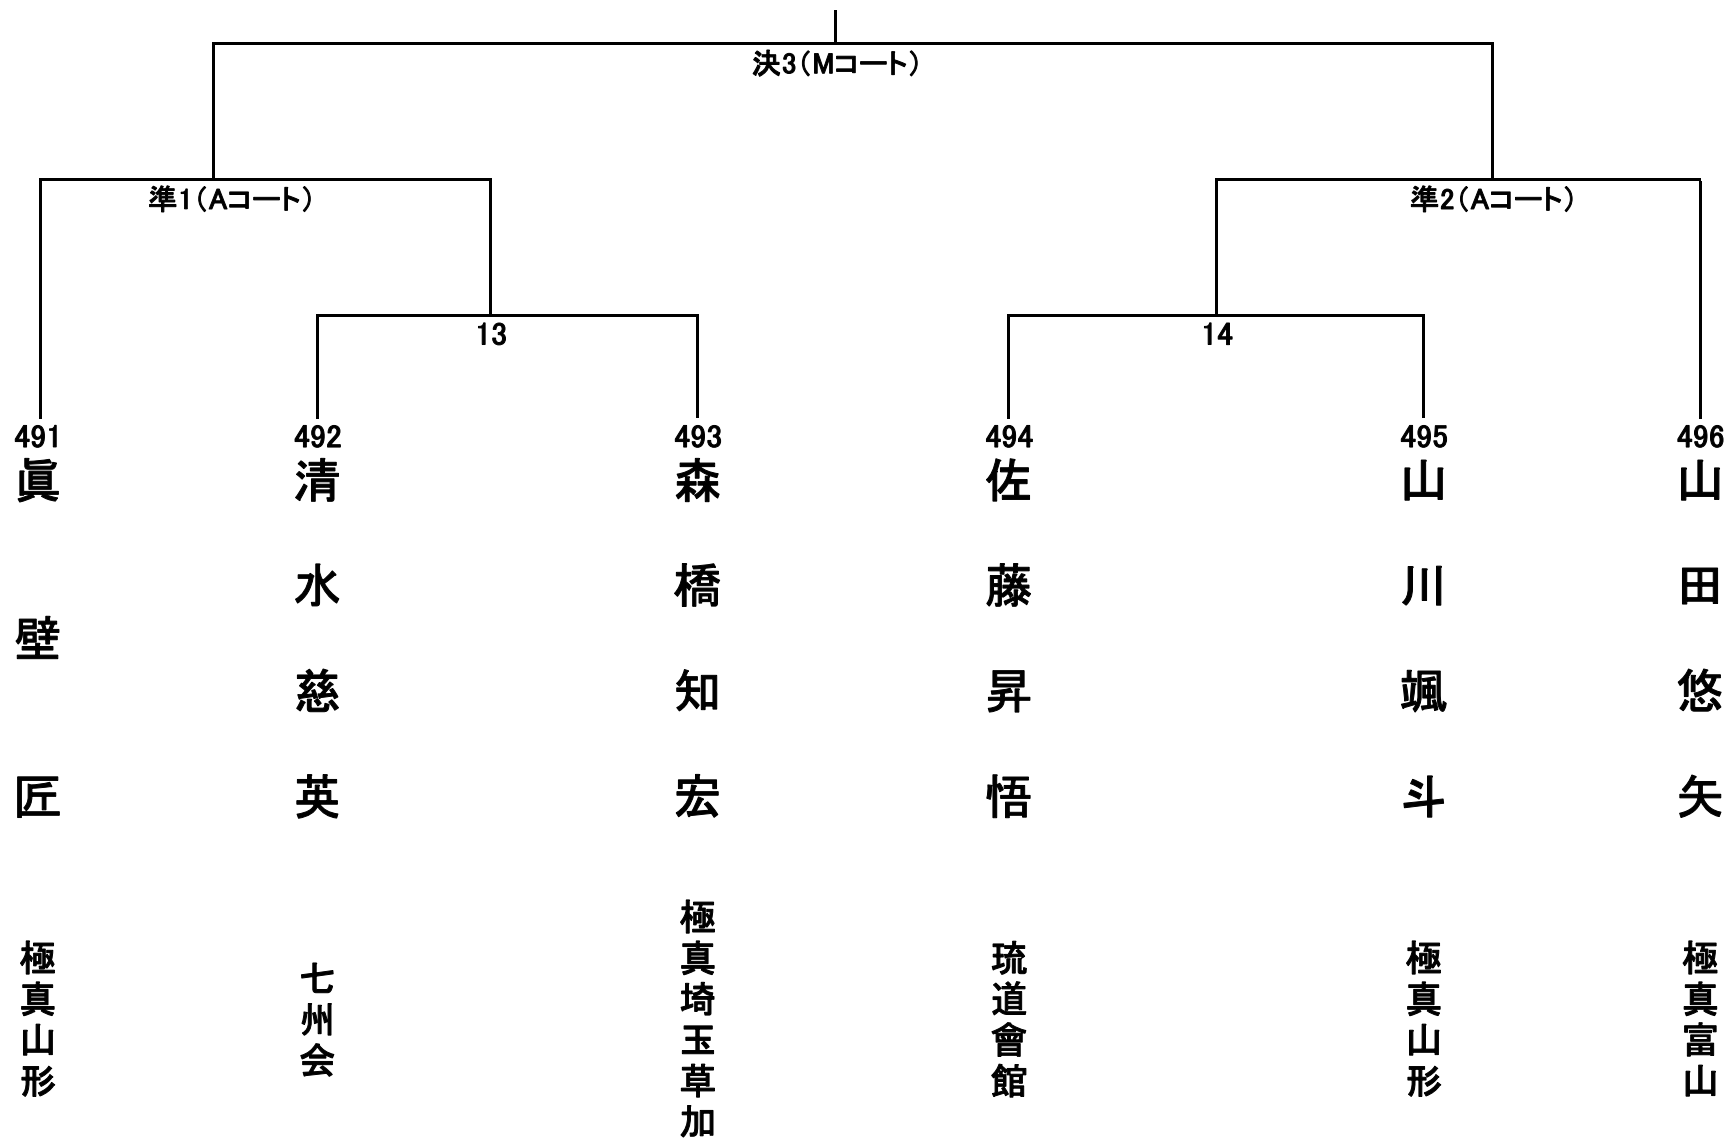 決3(Mコート)
準1(Aコート)
準2(Aコート)
13
14
491
眞壁匠
極真山形
492
清水慈英
七州会
493
森橋知宏
極真埼玉草加
494
佐藤昇悟
琉道會館
495
山川颯斗
極真山形
496
山田悠矢
極真富山